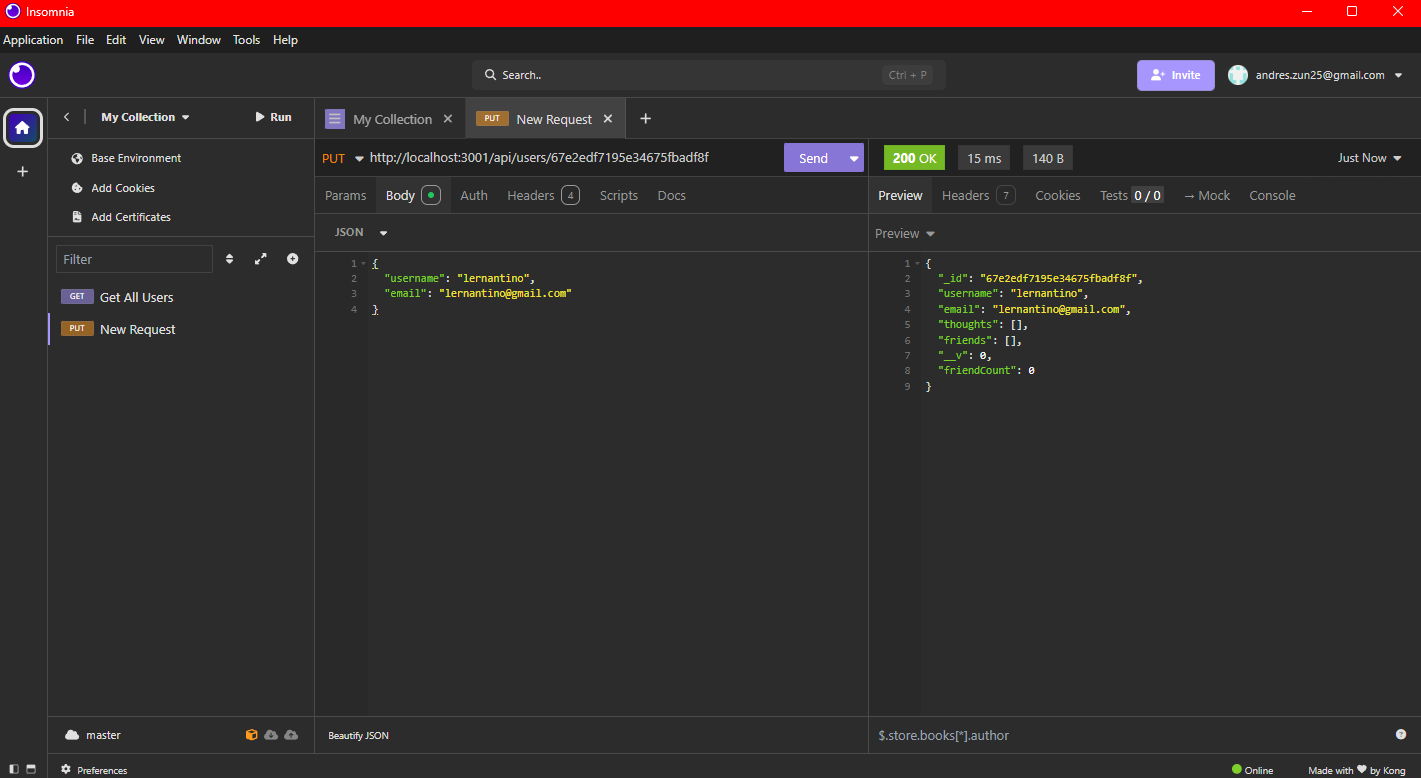 Insomnia
Application File Edit View Window Tools Help
Search.. Ctrl + P
Invite
andres.zun25@gmail.com
My Collection
Run
Base Environment
Add Cookies
Add Certificates
Filter
GET Get All Users
PUT New Request
master
My Collection
PUT New Request
PUT http://localhost:3001/api/users/67e2edf7195e34675fbadf8f
Send
Params Body Auth Headers 4 Scripts Docs
JSON
1 {
2 "username": "lernantino",
3 "email": "lernantino@gmail.com"
4 }
Beautify JSON
200 OK 15 ms 140 B Just Now
Preview Headers 7 Cookies Tests 0 / 0 → Mock Console
Preview
1 {
2 "_id": "67e2edf7195e34675fbadf8f",
3 "username": "lernantino",
4 "email": "lernantino@gmail.com",
5 "thoughts": [],
6 "friends": [],
7 "__v": 0,
8 "friendCount": 0
9 }
$.store.books[*].author
Preferences
Online
Made with ♥ by Kong